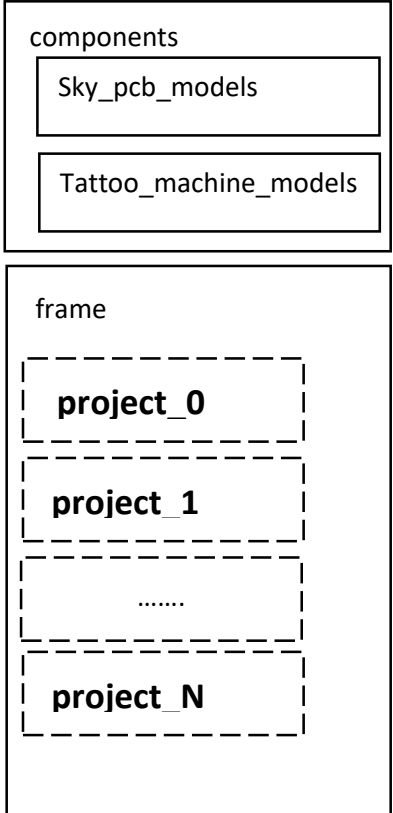 components
Sky_pcb_models
Tattoo_machine_models
frame
project_0
project_1
…....
project_N